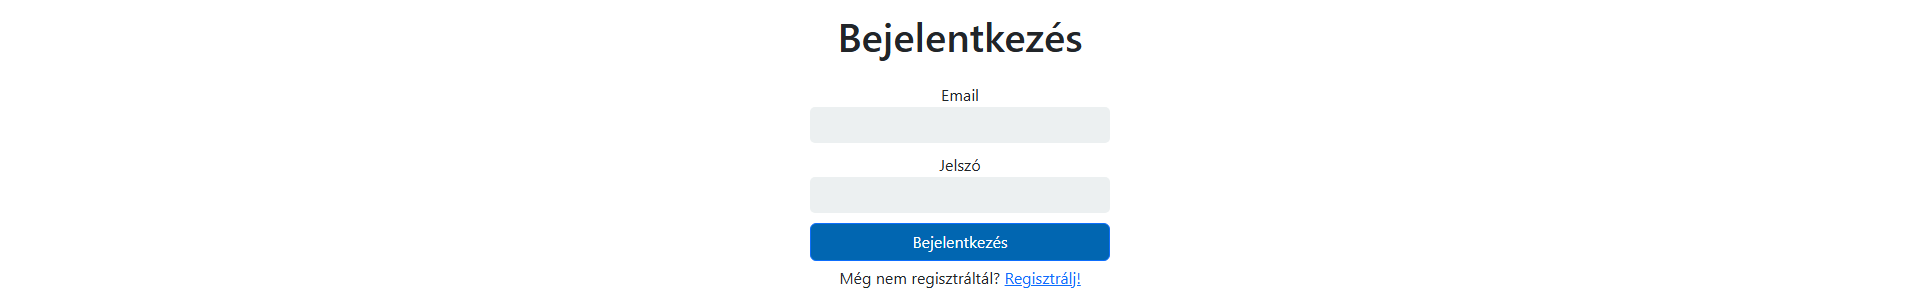 Bejelentkezés
Email
Jelszó
Bejelentkezés
Még nem regisztráltál? Regisztrálj!